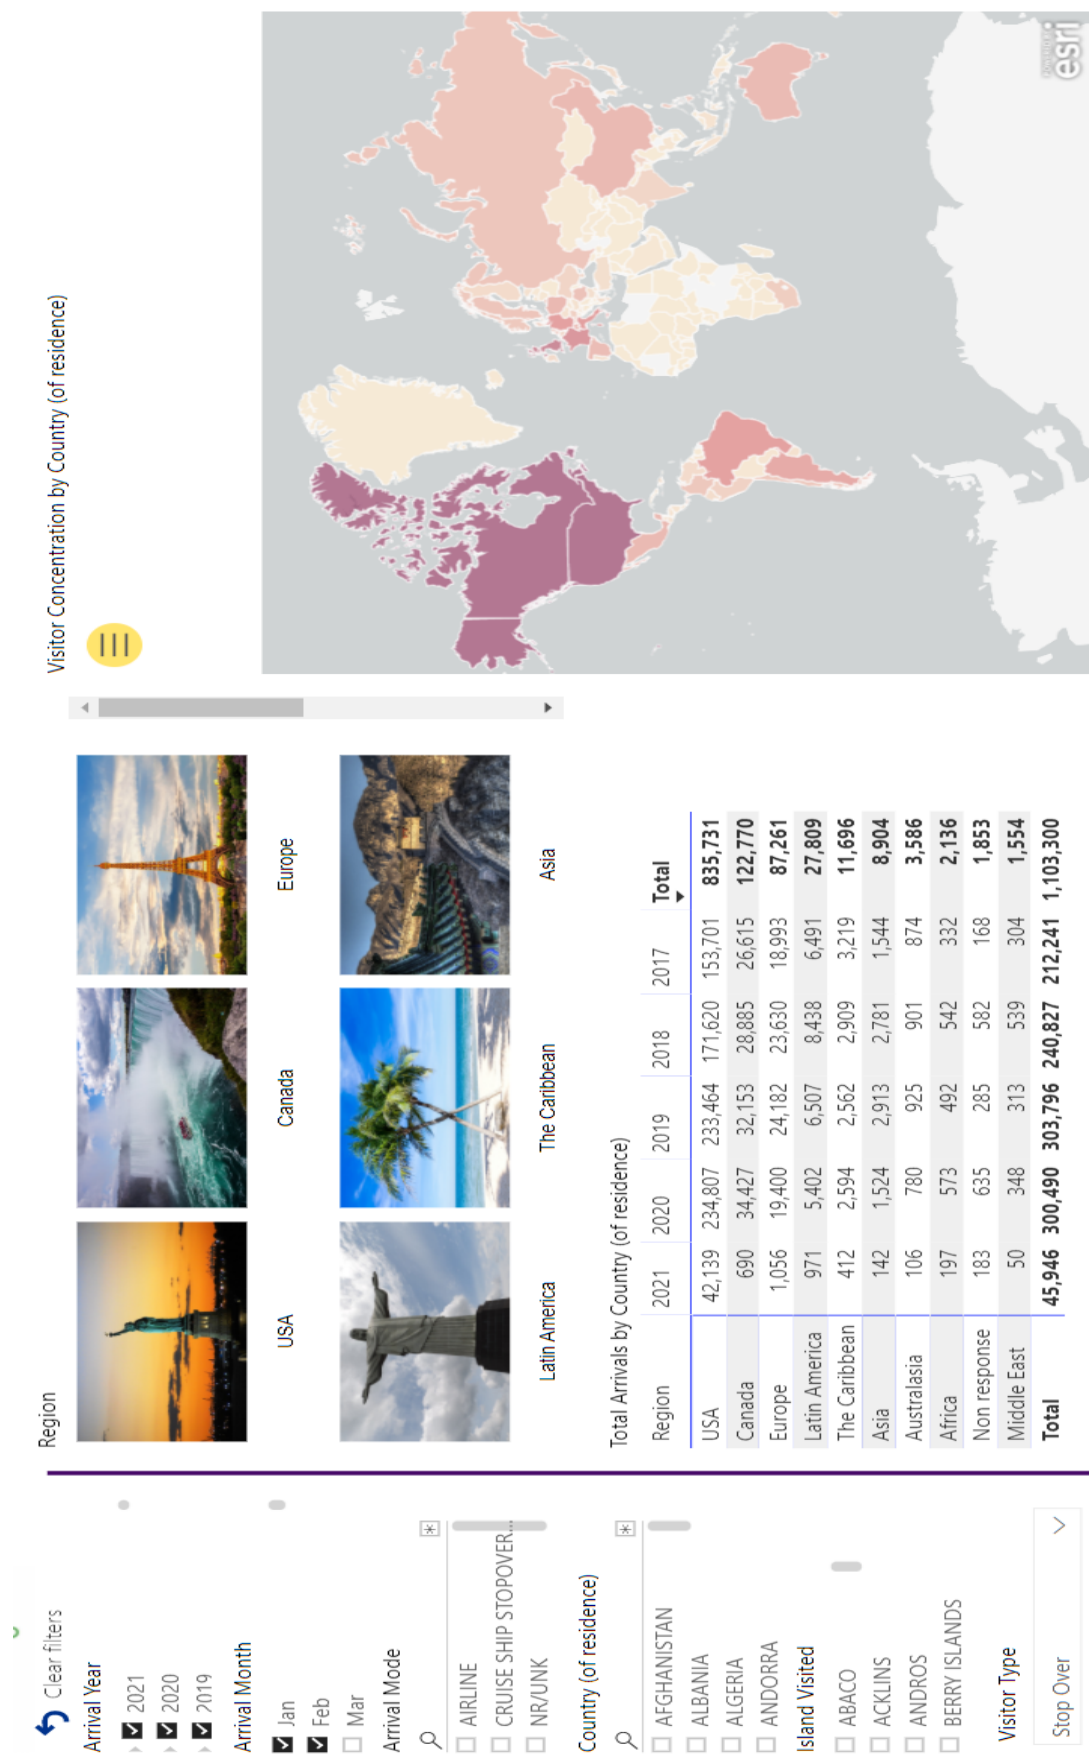 Clear filters
Arrival Year
2021
2020
2019
Arrival Month
Jan
Feb
Mar
Arrival Mode
AIRLINE
CRUISE SHIP STOPOVER...
NR/UNK
Country (of residence)
AFGHANISTAN
ALBANIA
ALGERIA
ANDORRA
Island Visited
ABACO
ACKLINS
ANDROS
BERRY ISLANDS
Visitor Type
Stop Over
Region
USA Canada Europe
Latin America The Caribbean Asia
Total Arrivals by Country (of residence)
Region 2021 2020 2019 2018 2017 Total
USA 42,139 234,807 233,464 171,620 153,701 835,731
Canada 690 34,427 32,153 28,885 26,615 122,770
Europe 1,056 19,400 24,182 23,630 18,993 87,261
Latin America 971 5,402 6,507 8,438 6,491 27,809
The Caribbean 412 2,594 2,562 2,909 3,219 11,696
Asia 142 1,524 2,913 2,781 1,544 8,904
Australasia 106 780 925 901 874 3,586
Africa 197 573 492 542 332 2,136
Non response 183 635 285 582 168 1,853
Middle East 50 348 313 539 304 1,554
Total 45,946 300,490 303,796 240,827 212,241 1,103,300
Visitor Concentration by Country (of residence)
esri